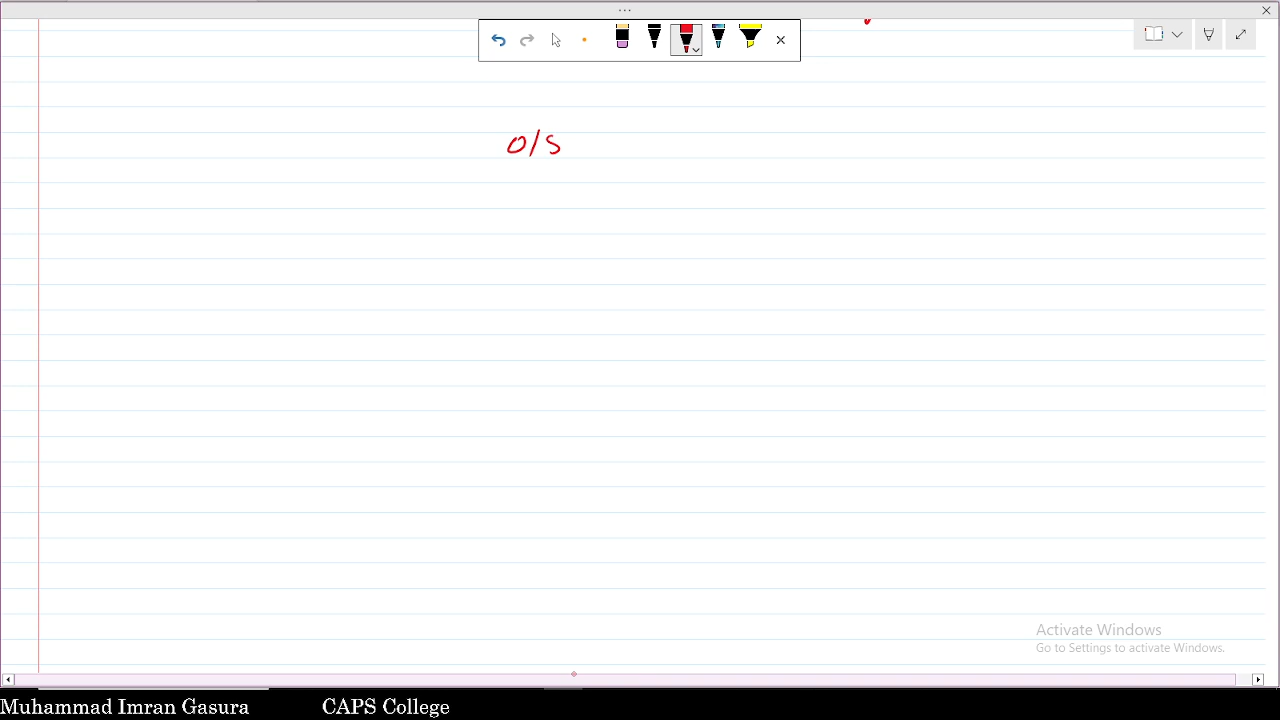 O/S
Activate Windows
Go to Settings to activate Windows.
Muhammad Imran Gasura CAPS College